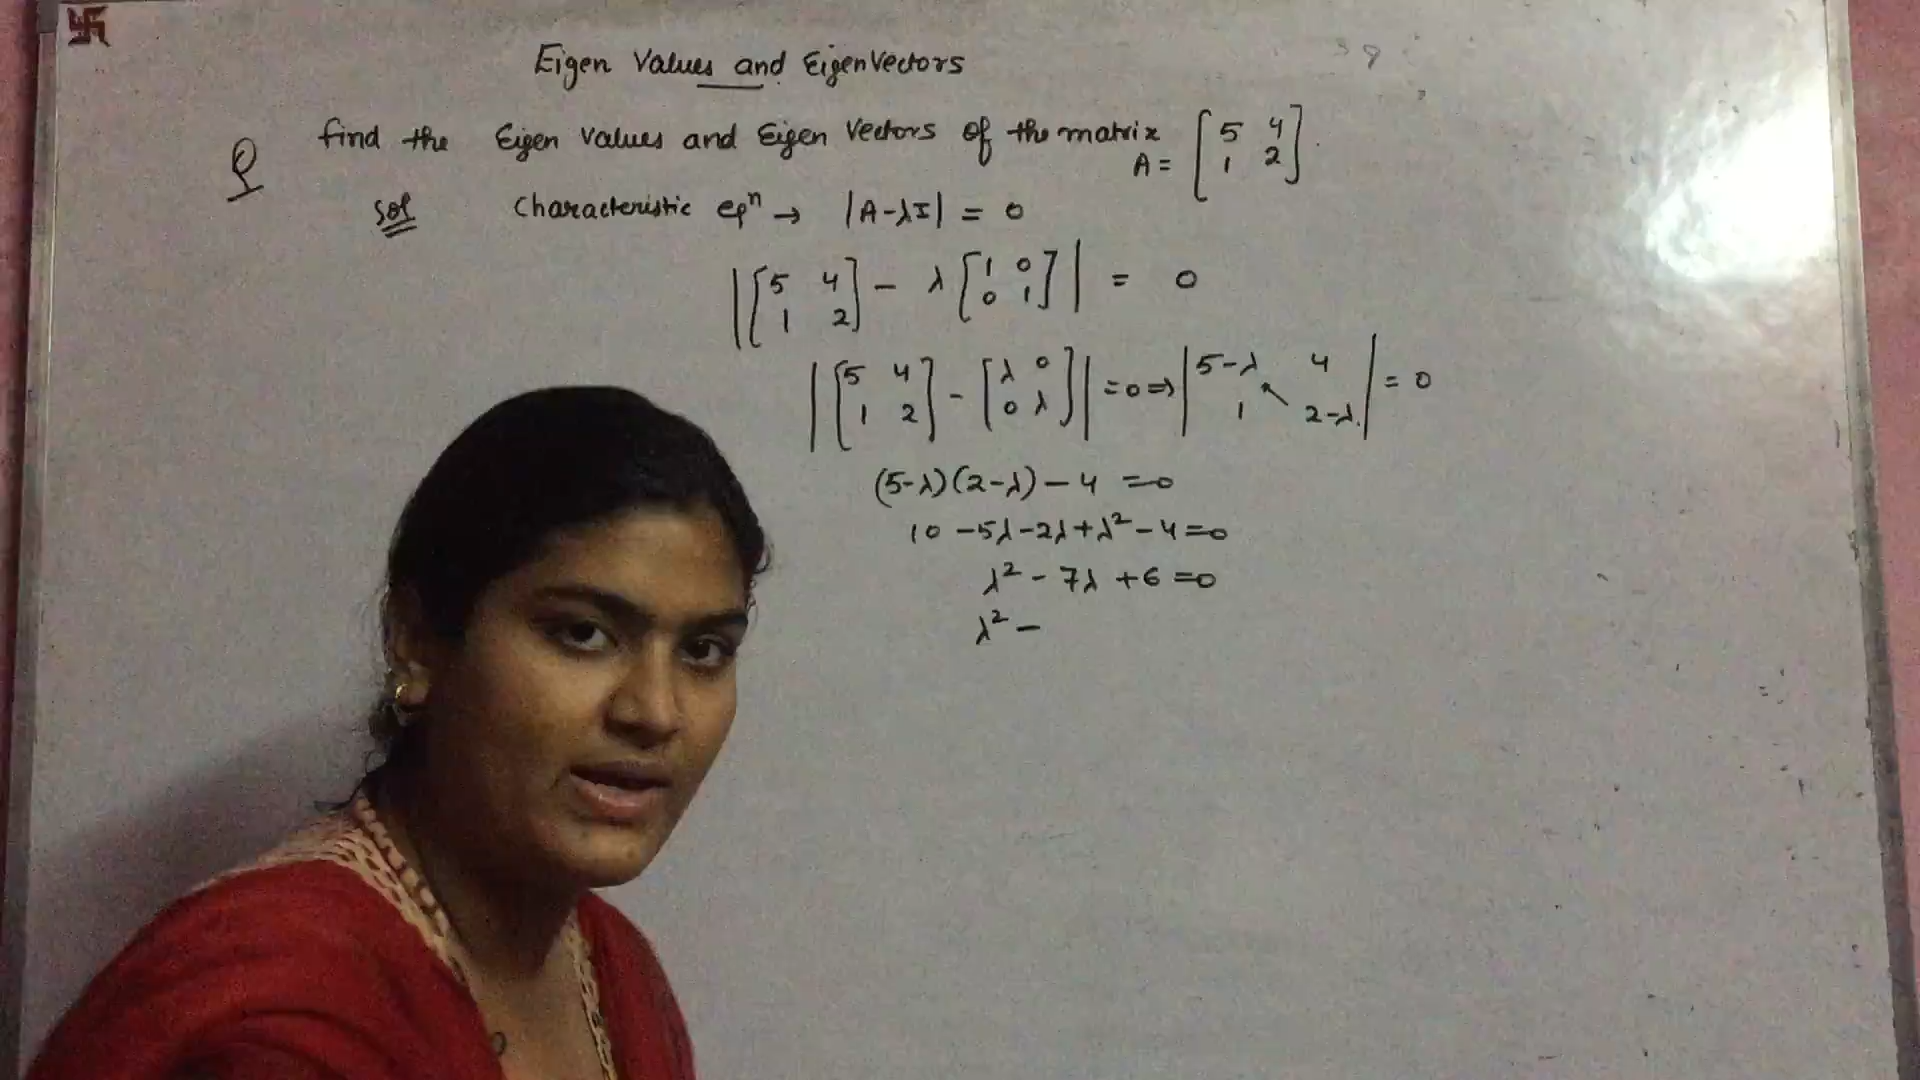 Eigen Values and EigenVectors
Q find the Eigen Values and Eigen Vectors of the matrix A = [5 4
1 2].
Sol Characteristic eqⁿ → |A-λI| = 0
|[5 4
1 2] - λ [1 0
0 1]| = 0
|[5 4
1 2] - [λ 0
0 λ]| = 0 ⇒ |5-λ 4
1 2-λ| = 0
(5-λ)(2-λ) - 4 = 0
10 - 5λ - 2λ + λ² - 4 = 0
λ² - 7λ + 6 = 0
λ² -